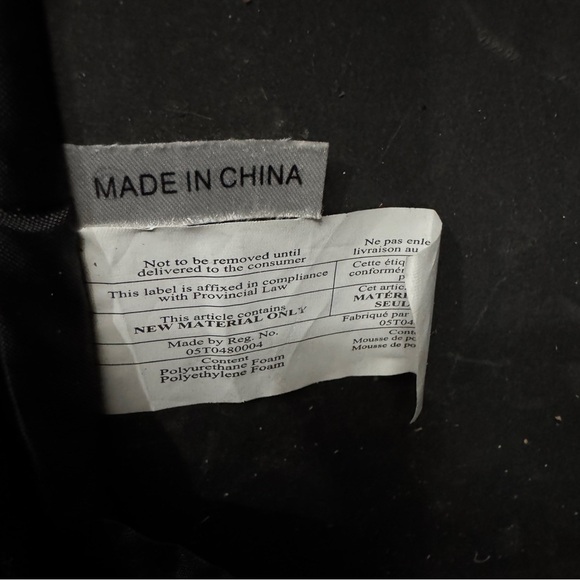 MADE IN CHINA
Not to be removed until
delivered to the consumer
This label is affixed in compliance
with Provincial Law
This article contains
NEW MATERIAL ONLY
Made by Reg. No.
05T0480004
Content
Polyurethane Foam
Polyethylene Foam
Ne pas enle
livraison au
Cette étiq
conformér
p
Cet artic
MATÉRI
SEUL
Fabriqué par
05T04
Cont
Mousse de po
Mousse de po